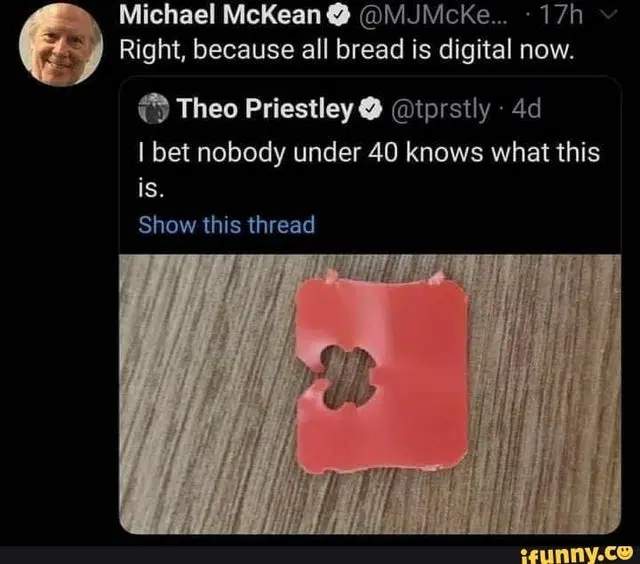 Michael McKean @MJMcKe... · 17h
Right, because all bread is digital now.
Theo Priestley @tprstly · 4d
I bet nobody under 40 knows what this
is.
Show this thread
ifunny.co